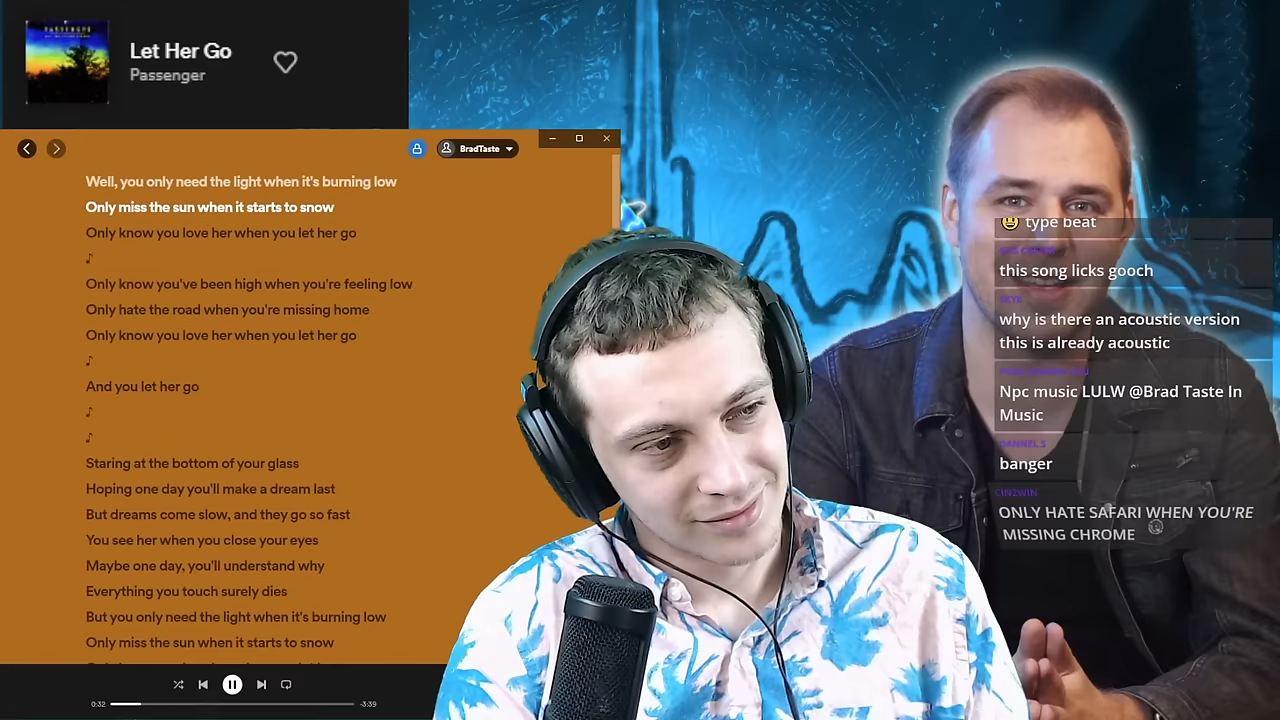 Let Her Go
Passenger
BradTaste
Well, you only need the light when it's burning low
Only miss the sun when it starts to snow
Only know you love her when you let her go
♪
Only know you've been high when you're feeling low
Only hate the road when you're missing home
Only know you love her when you let her go
♪
And you let her go
♪
♪
Staring at the bottom of your glass
Hoping one day you'll make a dream last
But dreams come slow, and they go so fast
You see her when you close your eyes
Maybe one day, you'll understand why
Everything you touch surely dies
But you only need the light when it's burning low
Only miss the sun when it starts to snow
0:32
-3:39
type beat
this song licks gooch
SKYE
why is there an acoustic version
this is already acoustic
Npc music LULW @Brad Taste In
Music
DANNEL S
banger
CINZWIN
ONLY HATE SAFARI WHEN YOU'RE
MISSING CHROME